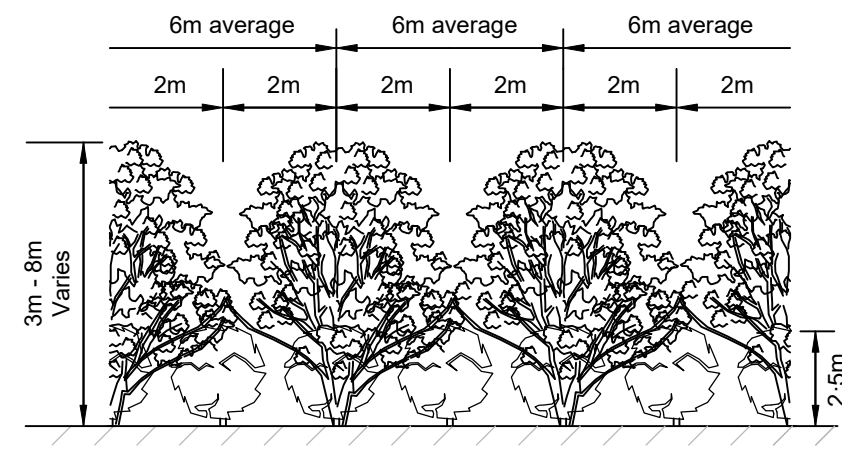 6m average 6m average 6m average
2m 2m 2m 2m 2m 2m
3m - 8m
Varies
2·5m